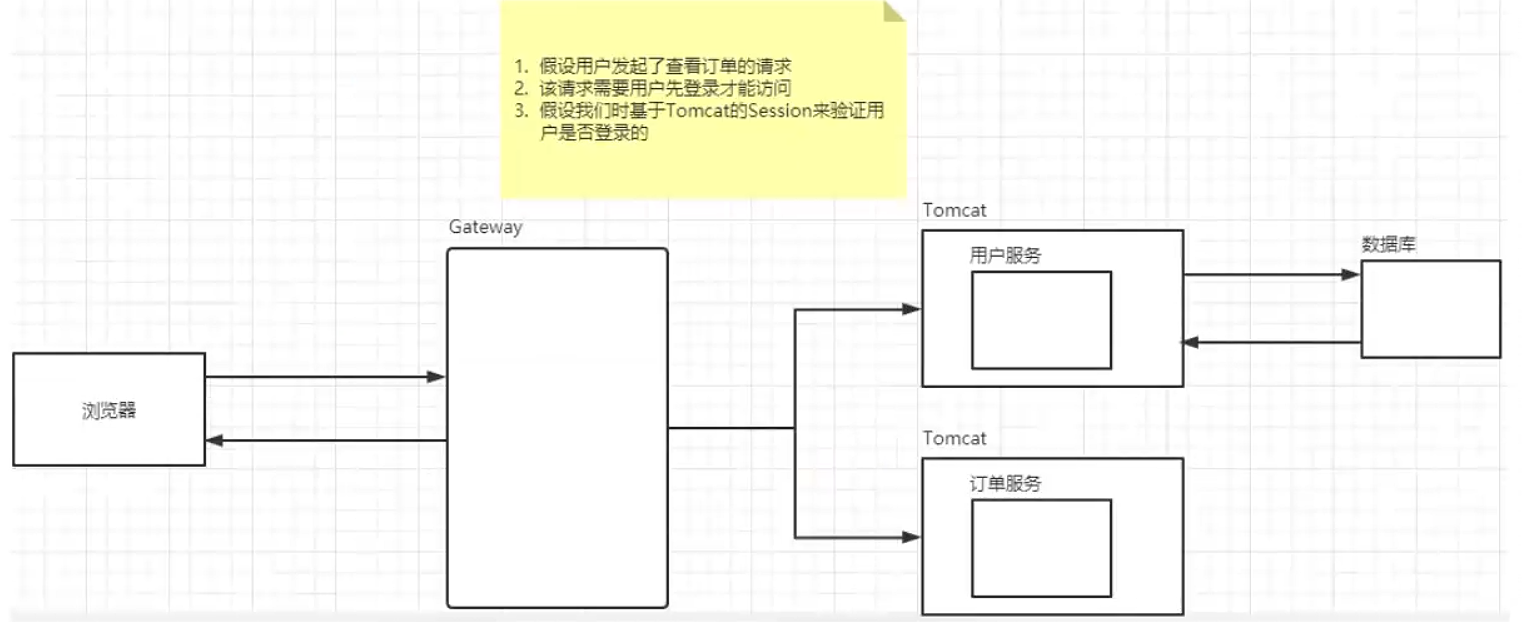 1. 假设用户发起了查看订单的请求
2. 该请求需要用户先登录才能访问
3. 假设我们时基于Tomcat的Session来验证用
户是否登录的
Gateway
Tomcat
用户服务
数据库
浏览器
Tomcat
订单服务